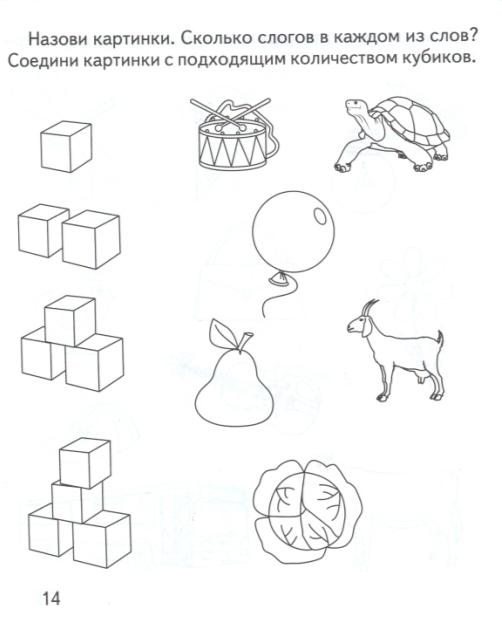 Назови картинки. Сколько слогов в каждом из слов?
Соедини картинки с подходящим количеством кубиков.
14